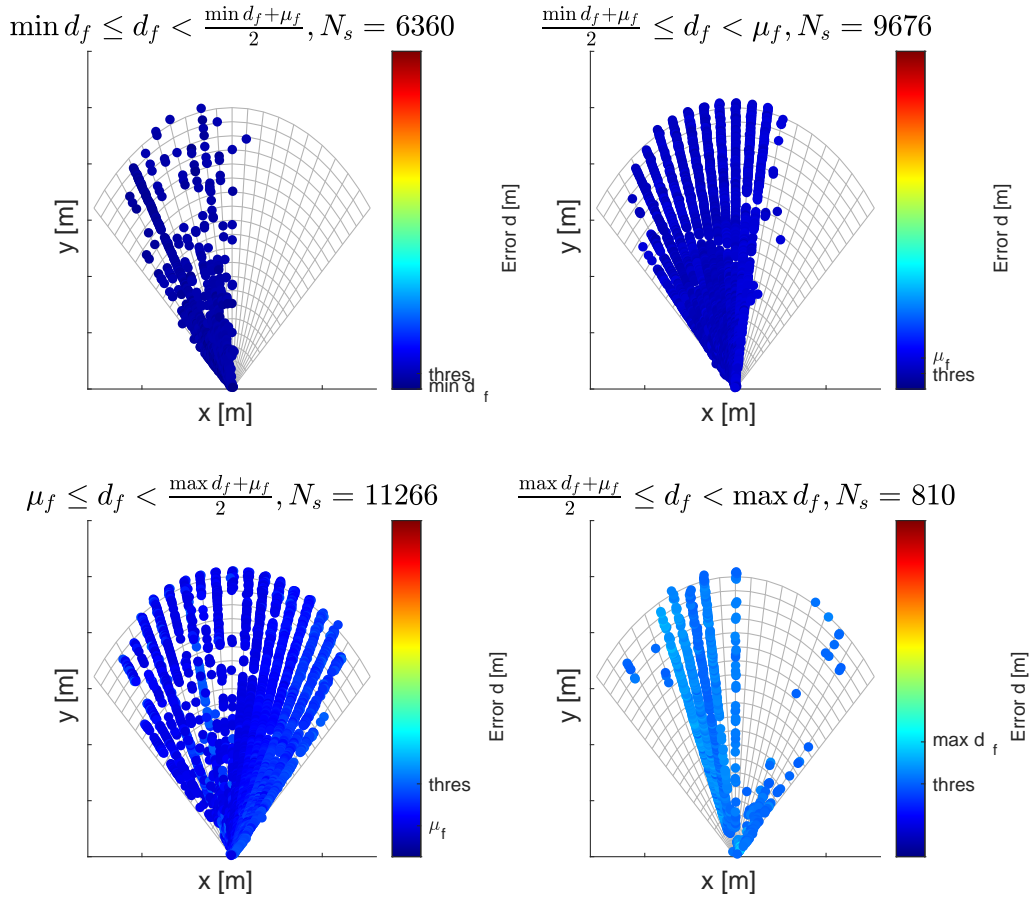 min d_f ≤ d_f < (min d_f+μ_f)/2, N_s = 6360
y [m]
x [m]
thres
min d_f
Error d [m]
(min d_f+μ_f)/2 ≤ d_f < μ_f, N_s = 9676
y [m]
x [m]
μ_f
thres
Error d [m]
μ_f ≤ d_f < (max d_f+μ_f)/2, N_s = 11266
y [m]
x [m]
thres
μ_f
Error d [m]
(max d_f+μ_f)/2 ≤ d_f < max d_f, N_s = 810
y [m]
x [m]
max d_f
thres
Error d [m]